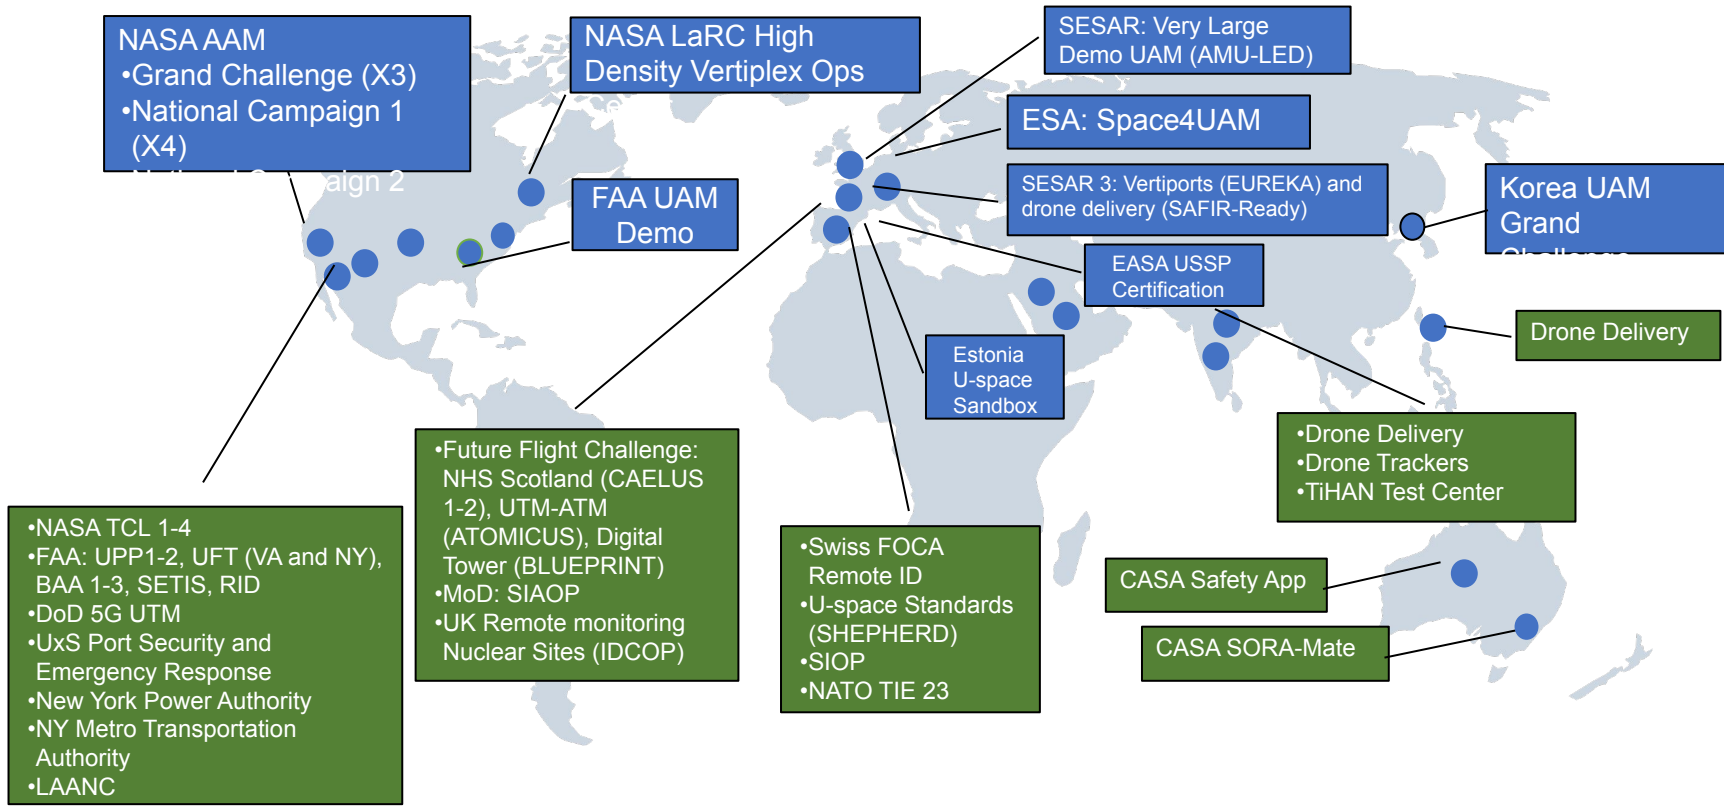 NASA AAM
•Grand Challenge (X3)
•National Campaign 1
(X4)
•National Campaign 2
NASA LaRC High
Density Vertiplex Ops
SESAR: Very Large
Demo UAM (AMU-LED)
ESA: Space4UAM
SESAR 3: Vertiports (EUREKA) and
drone delivery (SAFIR-Ready)
Korea UAM
Grand
Challenge
FAA UAM
Demo
EASA USSP
Certification
Estonia
U-space
Sandbox
Drone Delivery
•Drone Delivery
•Drone Trackers
•TiHAN Test Center
•Future Flight Challenge:
NHS Scotland (CAELUS
1-2), UTM-ATM
(ATOMICUS), Digital
Tower (BLUEPRINT)
•MoD: SIAOP
•UK Remote monitoring
Nuclear Sites (IDCOP)
•NASA TCL 1-4
•FAA: UPP1-2, UFT (VA and NY),
BAA 1-3, SETIS, RID
•DoD 5G UTM
•UxS Port Security and
Emergency Response
•New York Power Authority
•NY Metro Transportation
Authority
•LAANC
•Swiss FOCA
Remote ID
•U-space Standards
(SHEPHERD)
•SIOP
•NATO TIE 23
CASA Safety App
CASA SORA-Mate